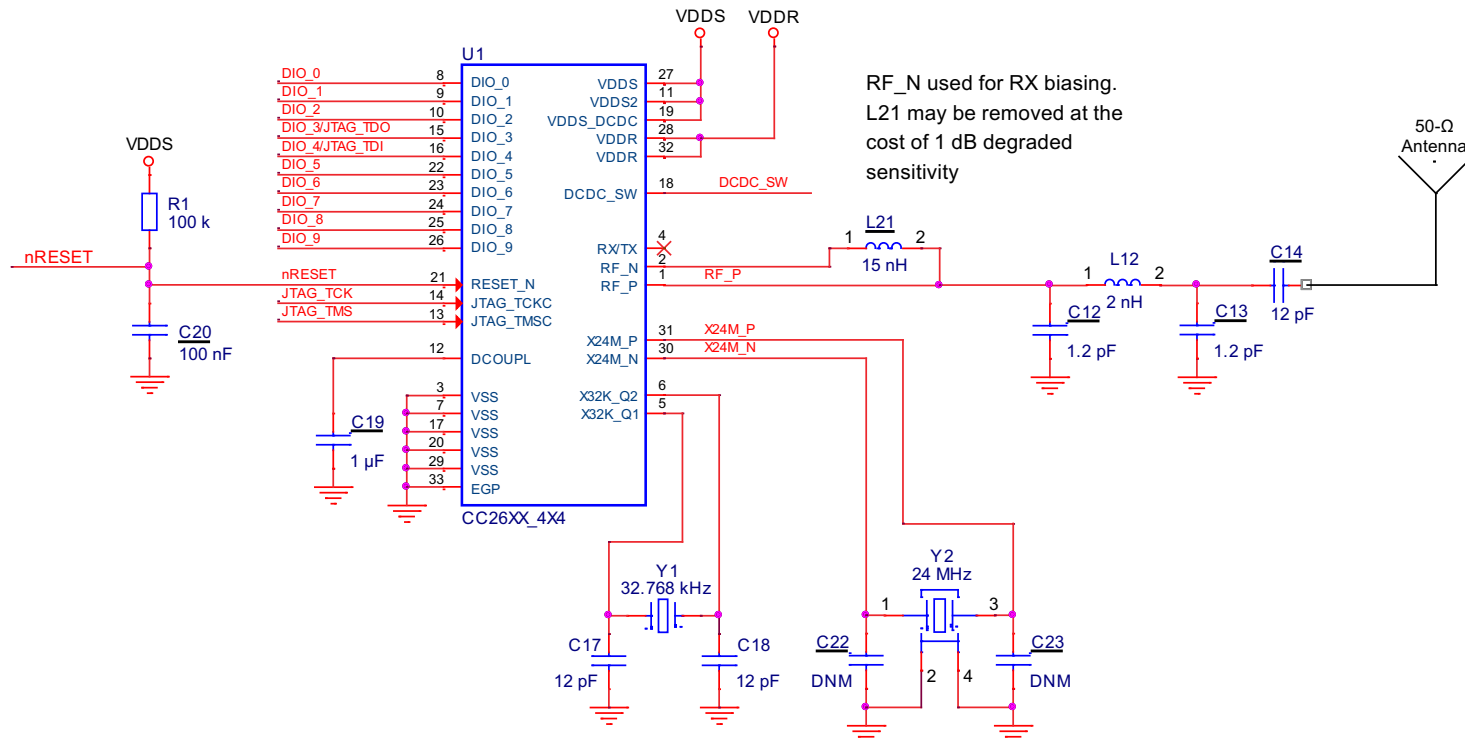 VDDS
VDDR
U1
DIO_0
8
DIO_0
DIO_1
9
DIO_1
DIO_2
10
DIO_2
DIO_3/JTAG_TDO
15
DIO_3
DIO_4/JTAG_TDI
16
DIO_4
DIO_5
22
DIO_5
DIO_6
23
DIO_6
DIO_7
24
DIO_7
DIO_8
25
DIO_8
DIO_9
26
DIO_9
VDDS
27
VDDS2
11
VDDS_DCDC
19
VDDR
28
VDDR
32
DCDC_SW
18
DCDC_SW
RX/TX
4
RF_N
2
RF_P
1
RF_P
RF_N used for RX biasing.
L21 may be removed at the
cost of 1 dB degraded
sensitivity
50-Ω
Antenna
VDDS
R1
100 k
nRESET
nRESET
21
RESET_N
JTAG_TCK
14
JTAG_TCKC
JTAG_TMS
13
JTAG_TMSC
C20
100 nF
12
DCOUPL
C19
1 µF
3
VSS
7
VSS
17
VSS
20
VSS
29
VSS
33
EGP
CC26XX_4X4
L21
1
2
15 nH
L12
1
2
2 nH
C14
12 pF
C12
1.2 pF
C13
1.2 pF
X24M_P
31
X24M_P
X24M_N
30
X24M_N
X32K_Q2
6
X32K_Q1
5
Y1
32.768 kHz
C17
12 pF
C18
12 pF
Y2
24 MHz
1
3
2
4
C22
DNM
C23
DNM